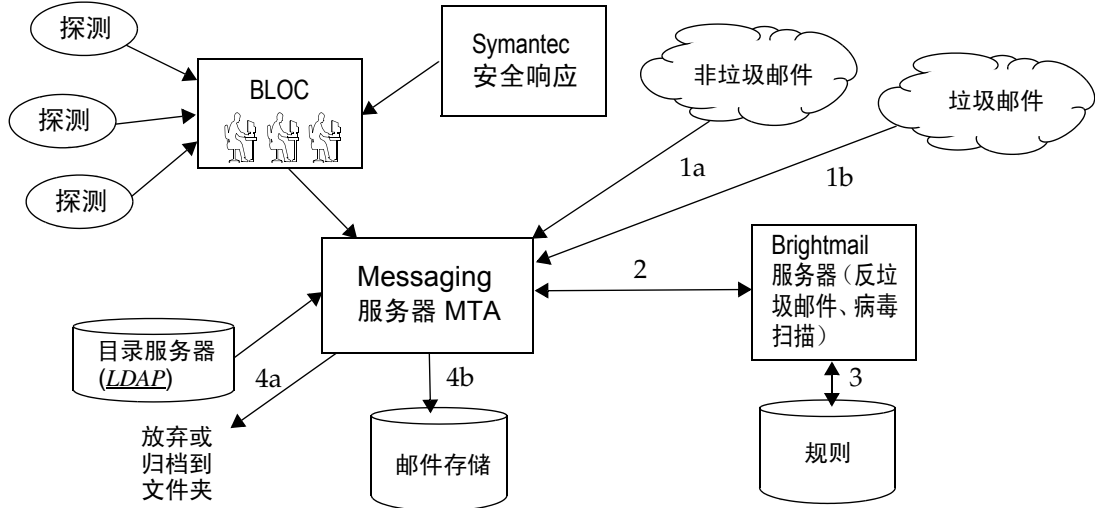 探测
探测
探测
BLOC
Symantec
安全响应
非垃圾邮件
垃圾邮件
1a
1b
Messaging
服务器 MTA
2
Brightmail
服务器（反垃
圾邮件、病毒
扫描）
3
规则
目录服务器
(LDAP)
4a
4b
放弃或
归档到
文件夹
邮件存储